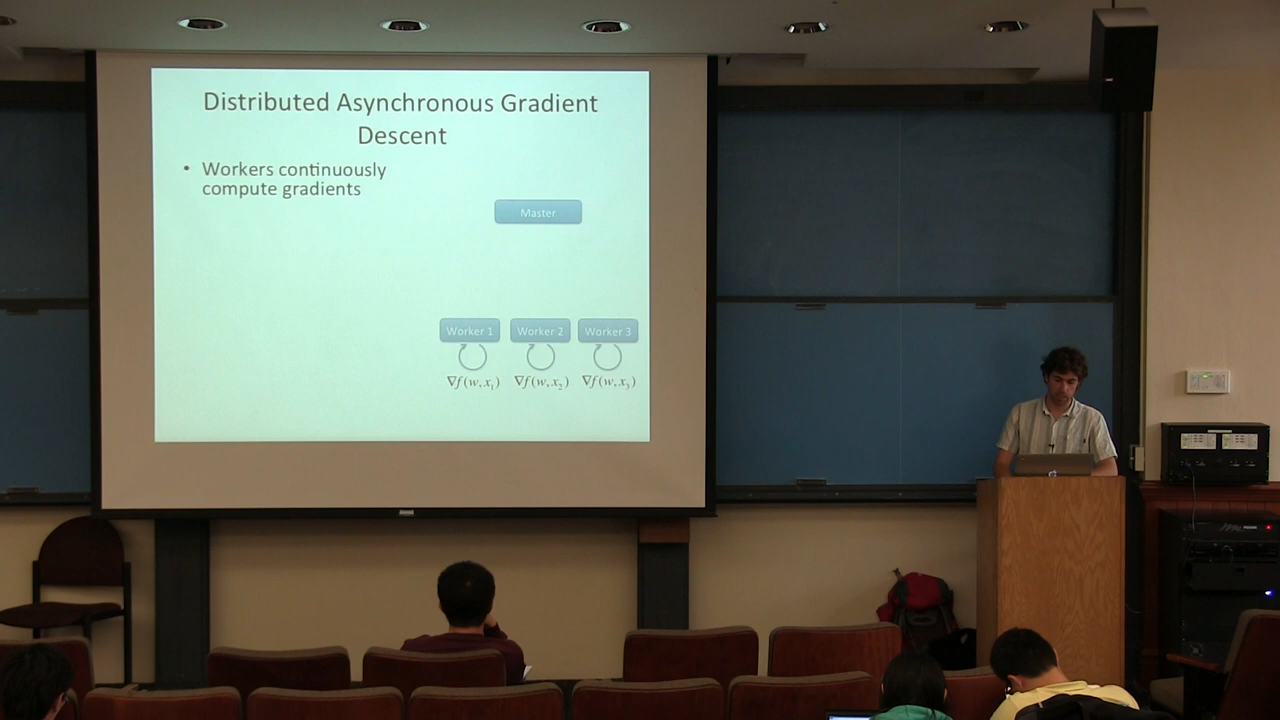 Distributed Asynchronous Gradient
Descent
• Workers continuously
compute gradients
Master
Worker 1 Worker 2 Worker 3
∇f(w,x₁) ∇f(w,x₂) ∇f(w,x₃)